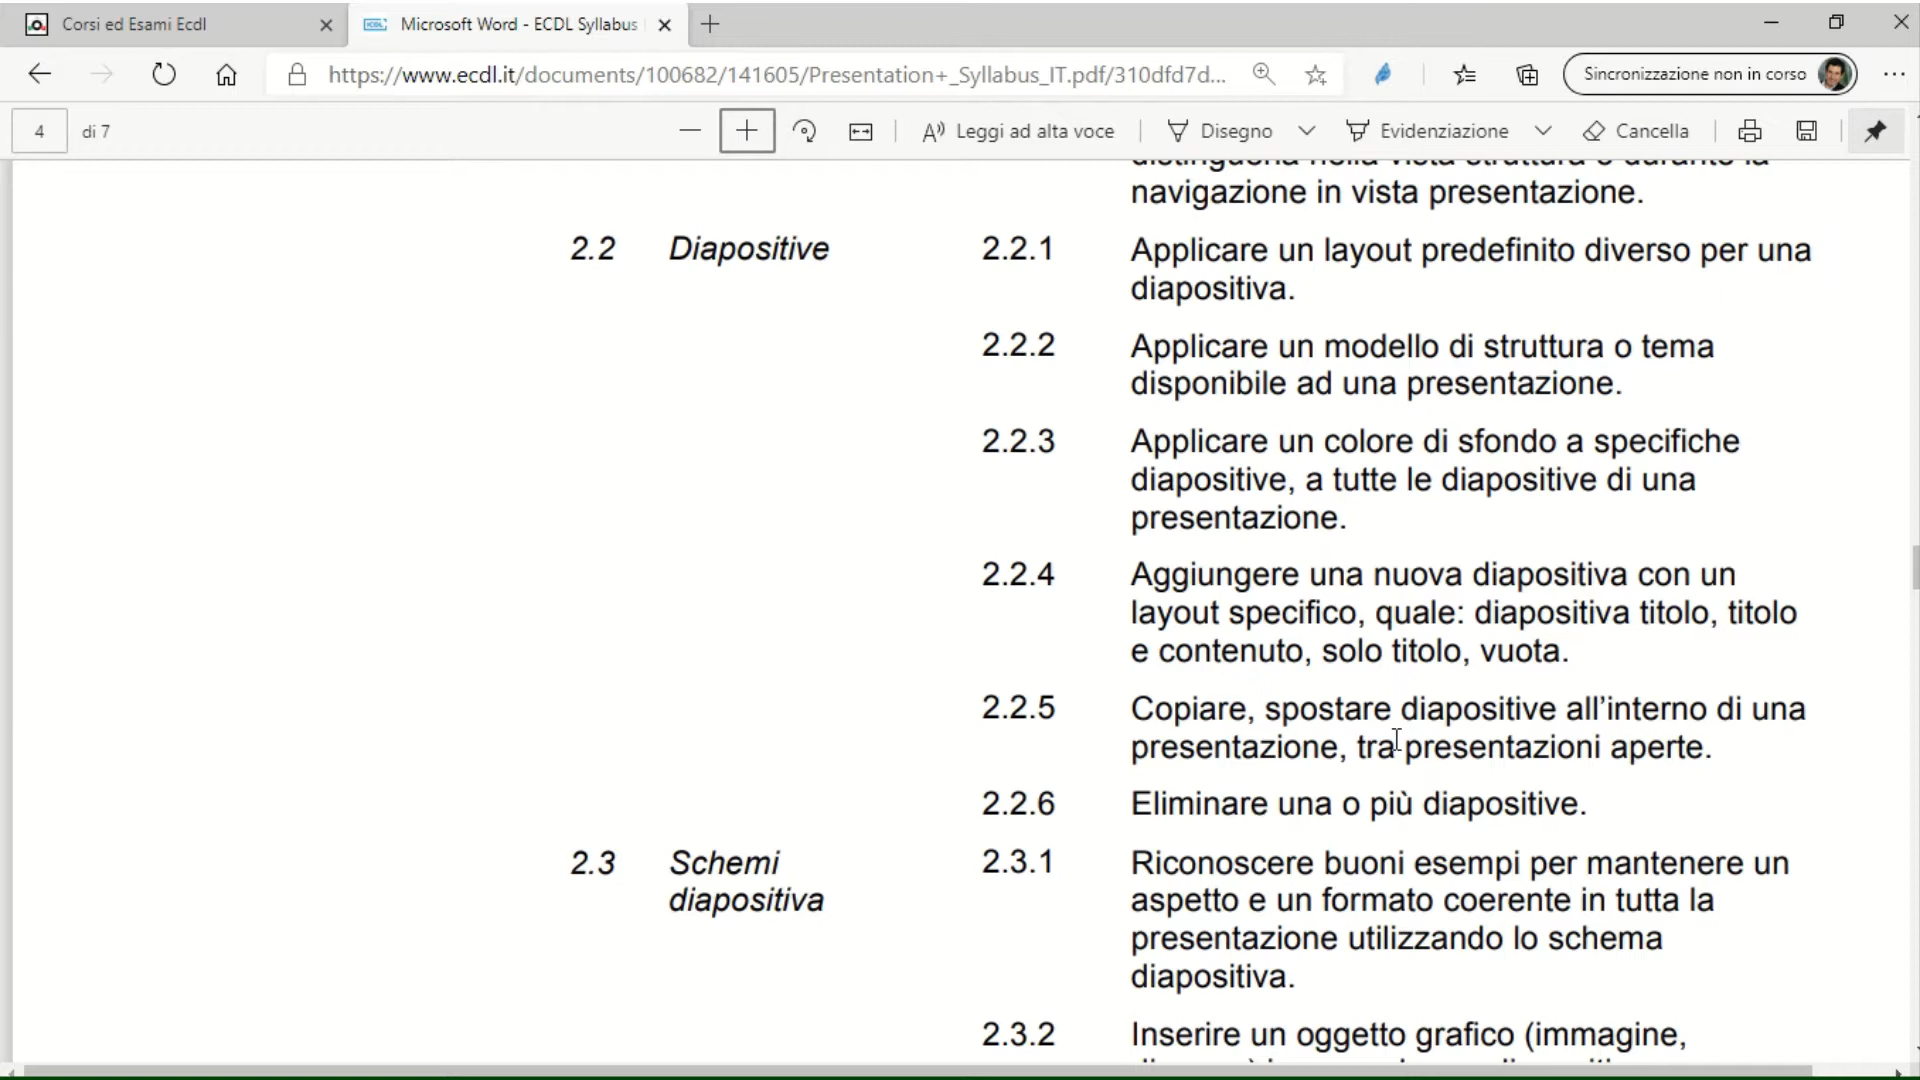 Corsi ed Esami Ecdl
Microsoft Word - ECDL Syllabus
https://www.ecdl.it/documents/100682/141605/Presentation+_Syllabus_IT.pdf/310dfd7d...
Sincronizzazione non in corso
4 di 7
Leggi ad alta voce
Disegno
Evidenziazione
Cancella
distinguerla nella vista struttura o durante la
navigazione in vista presentazione.
2.2 Diapositive
2.2.1 Applicare un layout predefinito diverso per una
diapositiva.
2.2.2 Applicare un modello di struttura o tema
disponibile ad una presentazione.
2.2.3 Applicare un colore di sfondo a specifiche
diapositive, a tutte le diapositive di una
presentazione.
2.2.4 Aggiungere una nuova diapositiva con un
layout specifico, quale: diapositiva titolo, titolo
e contenuto, solo titolo, vuota.
2.2.5 Copiare, spostare diapositive all’interno di una
presentazione, tra presentazioni aperte.
2.2.6 Eliminare una o più diapositive.
2.3 Schemi
diapositiva
2.3.1 Riconoscere buoni esempi per mantenere un
aspetto e un formato coerente in tutta la
presentazione utilizzando lo schema
diapositiva.
2.3.2 Inserire un oggetto grafico (immagine,